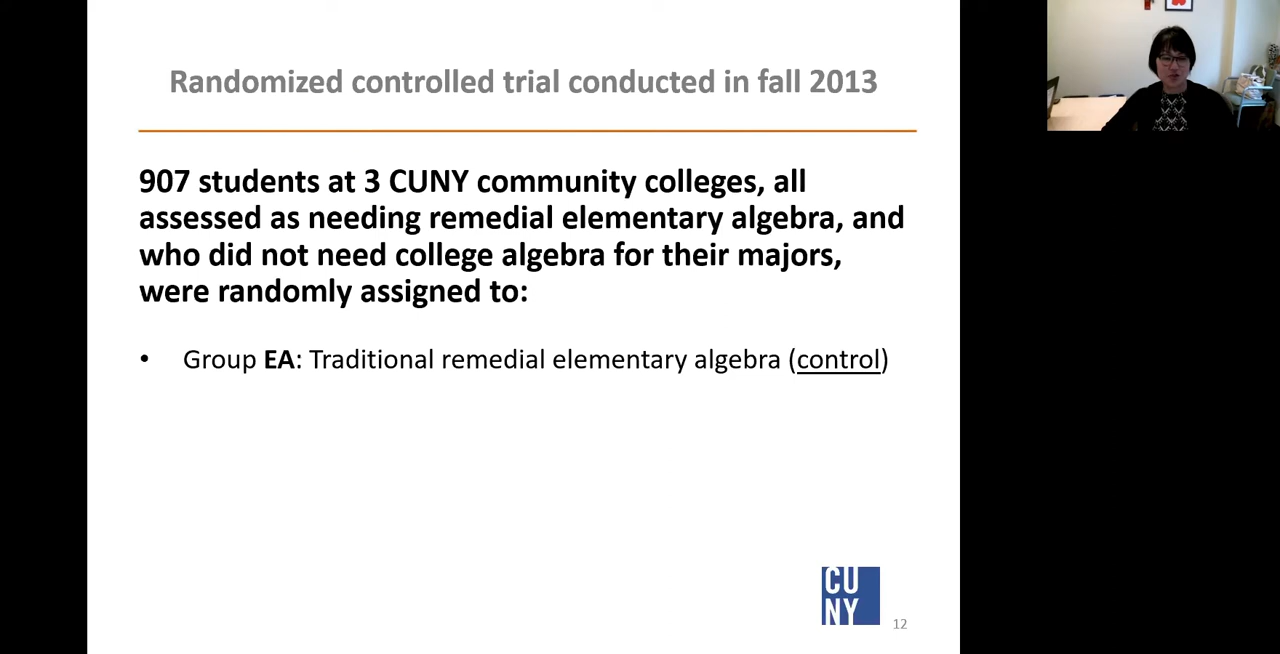 Randomized controlled trial conducted in fall 2013
907 students at 3 CUNY community colleges, all
assessed as needing remedial elementary algebra, and
who did not need college algebra for their majors,
were randomly assigned to:
• Group EA: Traditional remedial elementary algebra (control)
CU
NY
12